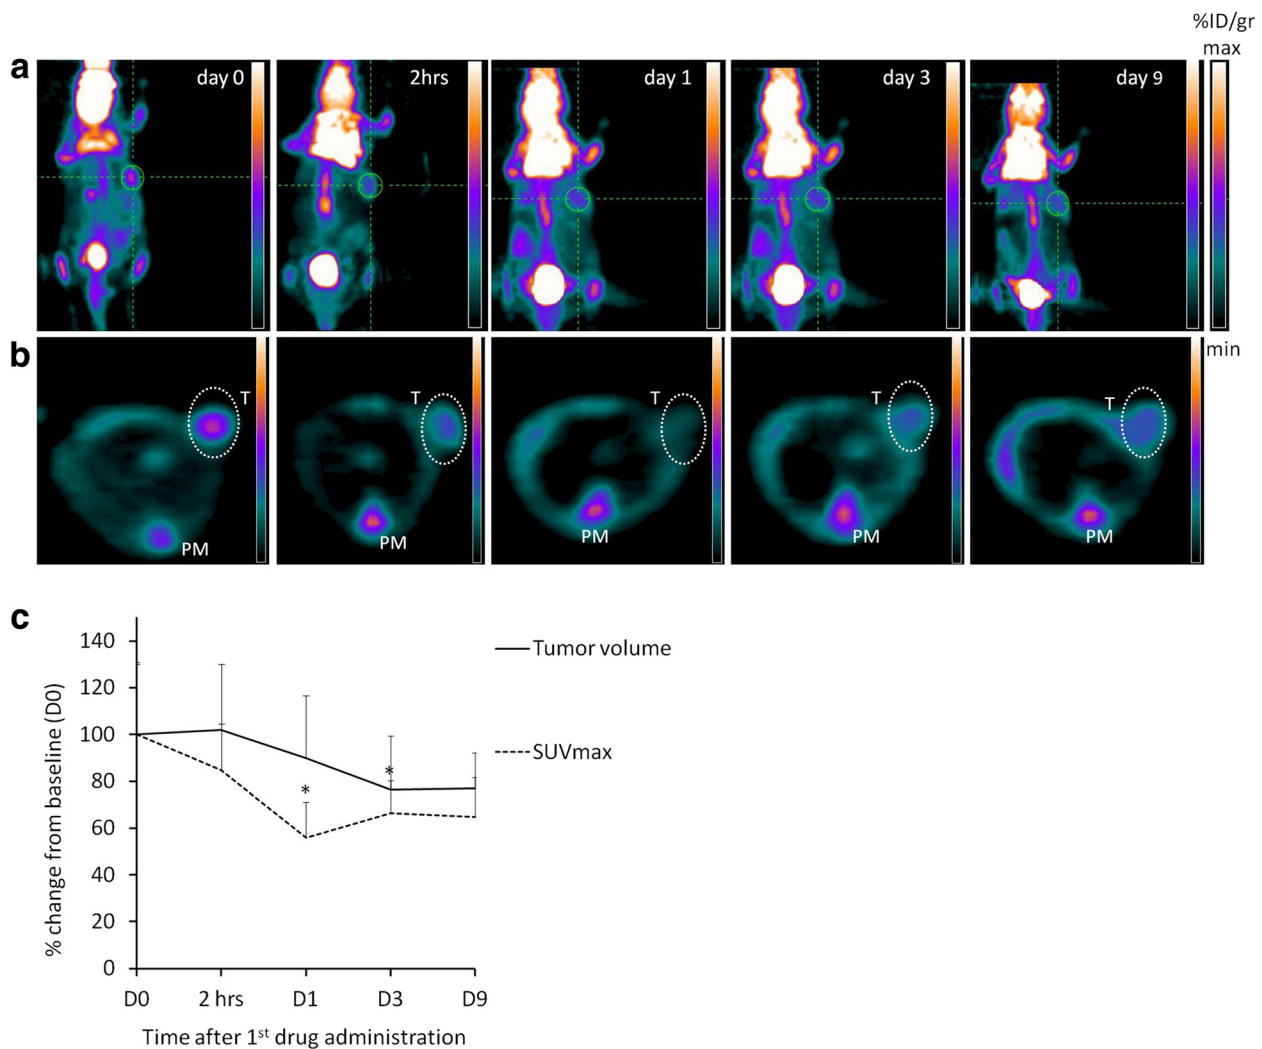 %ID/gr
max
a
day 0
2hrs
day 1
day 3
day 9
b
min
T
T
T
T
T
PM
PM
PM
PM
PM
c
140
120
100
80
60
40
20
0
% change from baseline (D0)
Tumor volume
SUVmax
*
*
D0
2 hrs
D1
D3
D9
Time after 1st drug administration